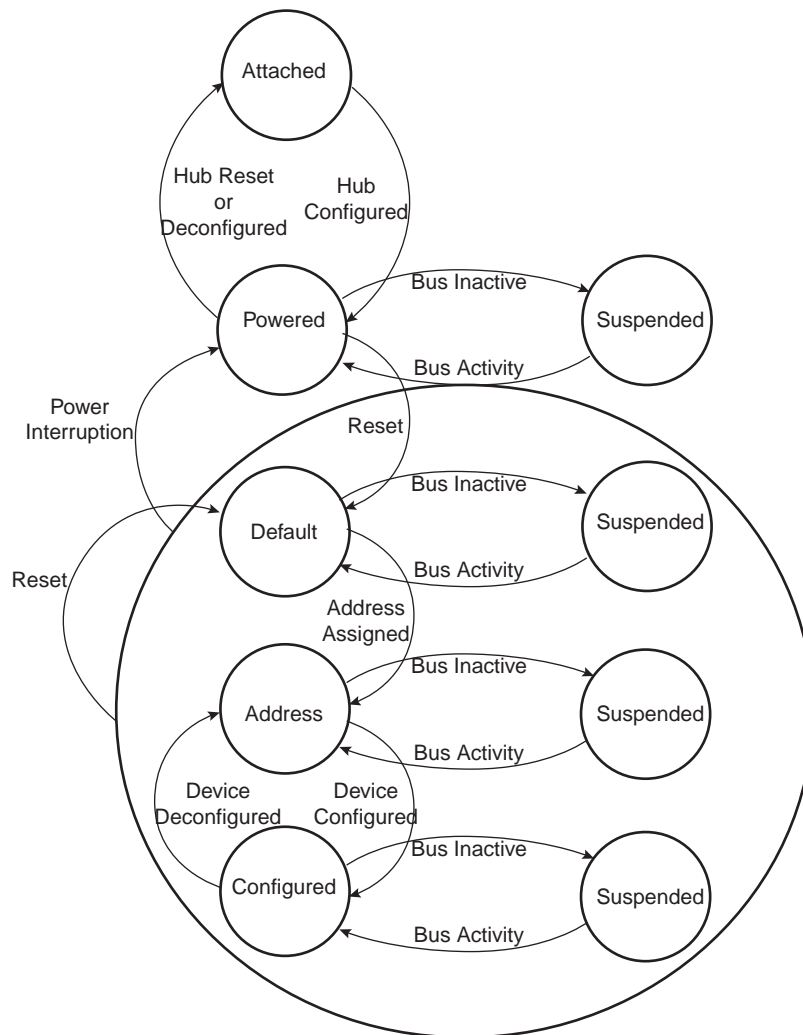 Attached
Hub Reset
or
Deconfigured
Hub
Configured
Bus Inactive
Powered
Suspended
Bus Activity
Power
Interruption
Reset
Bus Inactive
Default
Suspended
Bus Activity
Reset
Address
Assigned
Bus Inactive
Address
Suspended
Bus Activity
Device
Deconfigured
Device
Configured
Bus Inactive
Configured
Suspended
Bus Activity